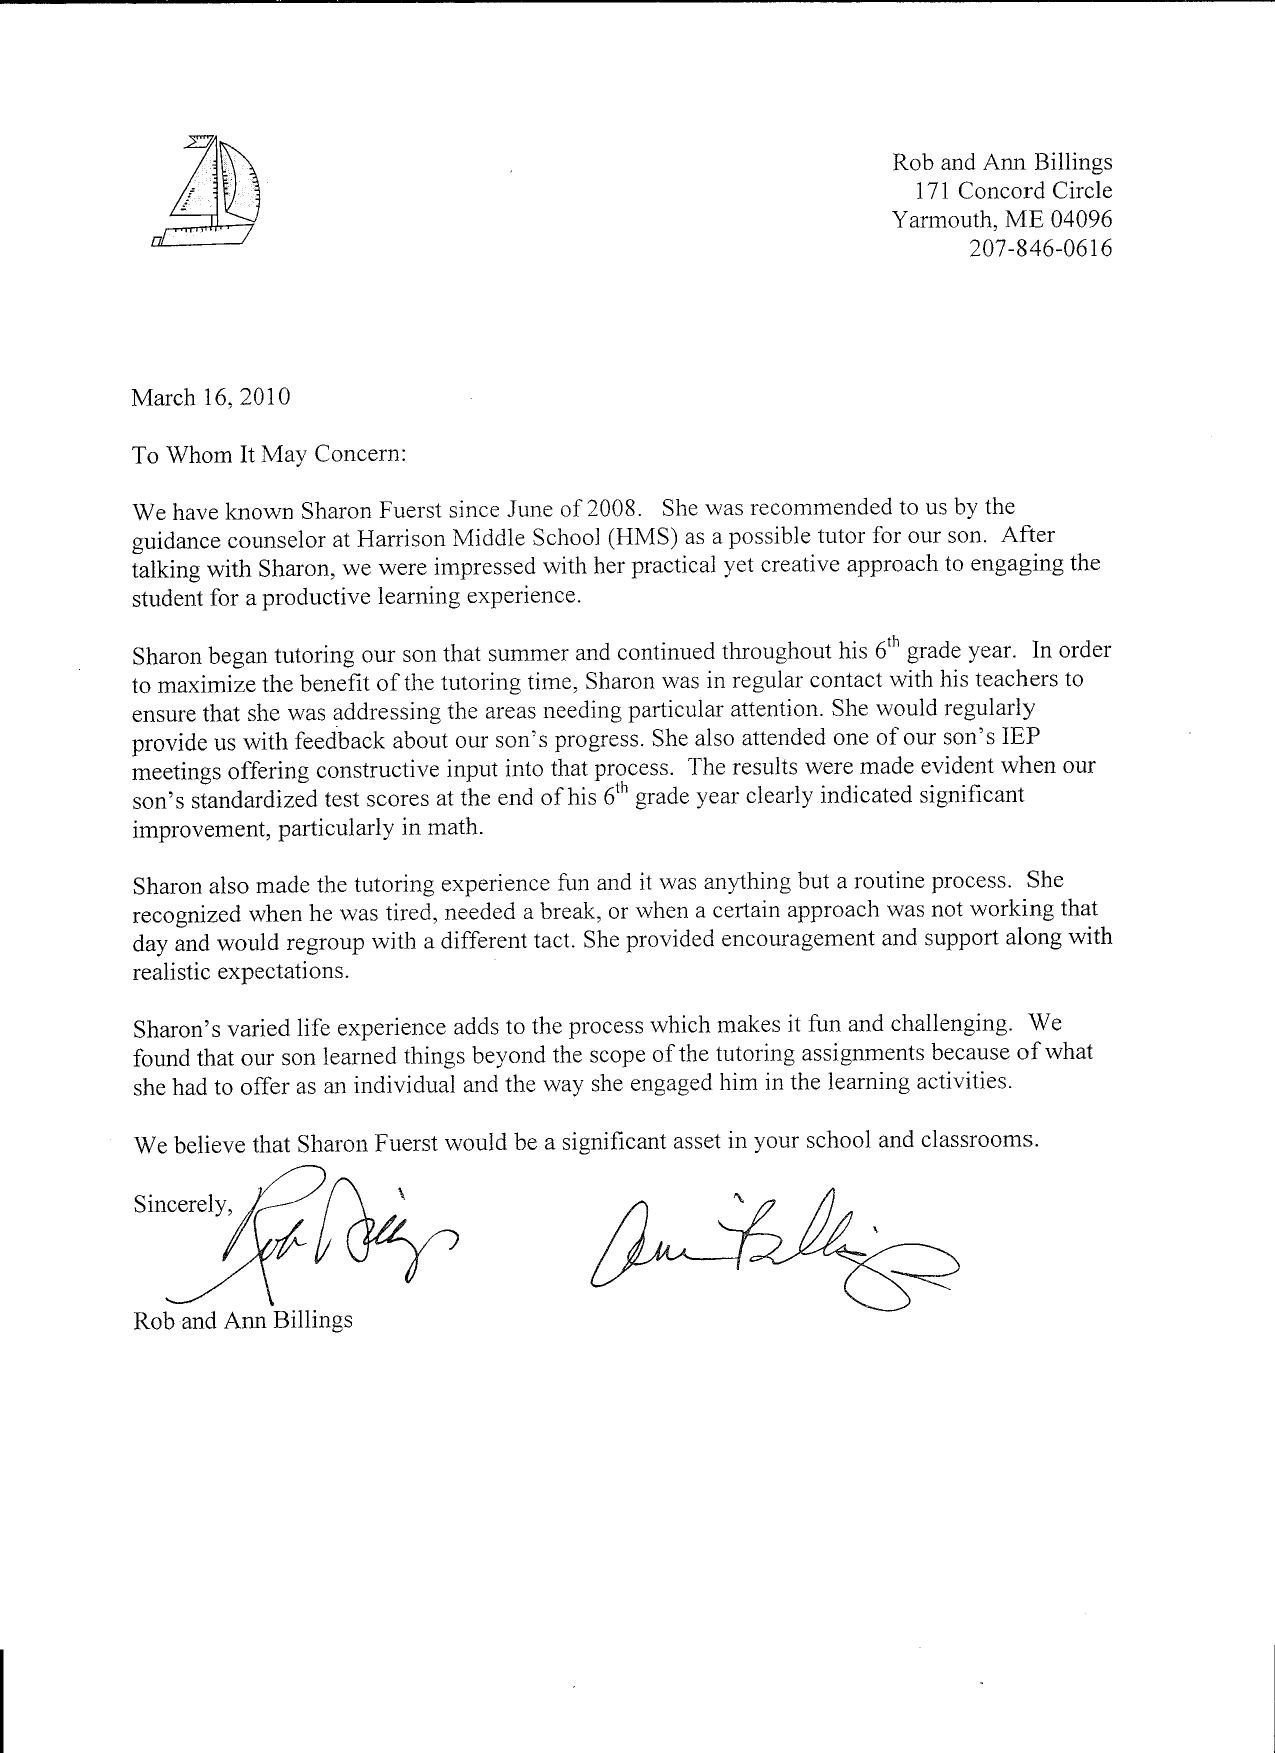 Rob and Ann Billings
171 Concord Circle
Yarmouth, ME 04096
207-846-0616
March 16, 2010
To Whom It May Concern:
We have known Sharon Fuerst since June of 2008. She was recommended to us by the
guidance counselor at Harrison Middle School (HMS) as a possible tutor for our son. After
talking with Sharon, we were impressed with her practical yet creative approach to engaging the
student for a productive learning experience.
Sharon began tutoring our son that summer and continued throughout his 6th grade year. In order
to maximize the benefit of the tutoring time, Sharon was in regular contact with his teachers to
ensure that she was addressing the areas needing particular attention. She would regularly
provide us with feedback about our son's progress. She also attended one of our son's IEP
meetings offering constructive input into that process. The results were made evident when our
son's standardized test scores at the end of his 6th grade year clearly indicated significant
improvement, particularly in math.
Sharon also made the tutoring experience fun and it was anything but a routine process. She
recognized when he was tired, needed a break, or when a certain approach was not working that
day and would regroup with a different tact. She provided encouragement and support along with
realistic expectations.
Sharon's varied life experience adds to the process which makes it fun and challenging. We
found that our son learned things beyond the scope of the tutoring assignments because of what
she had to offer as an individual and the way she engaged him in the learning activities.
We believe that Sharon Fuerst would be a significant asset in your school and classrooms.
Sincerely,
Rob Billings Ann Billings
Rob and Ann Billings